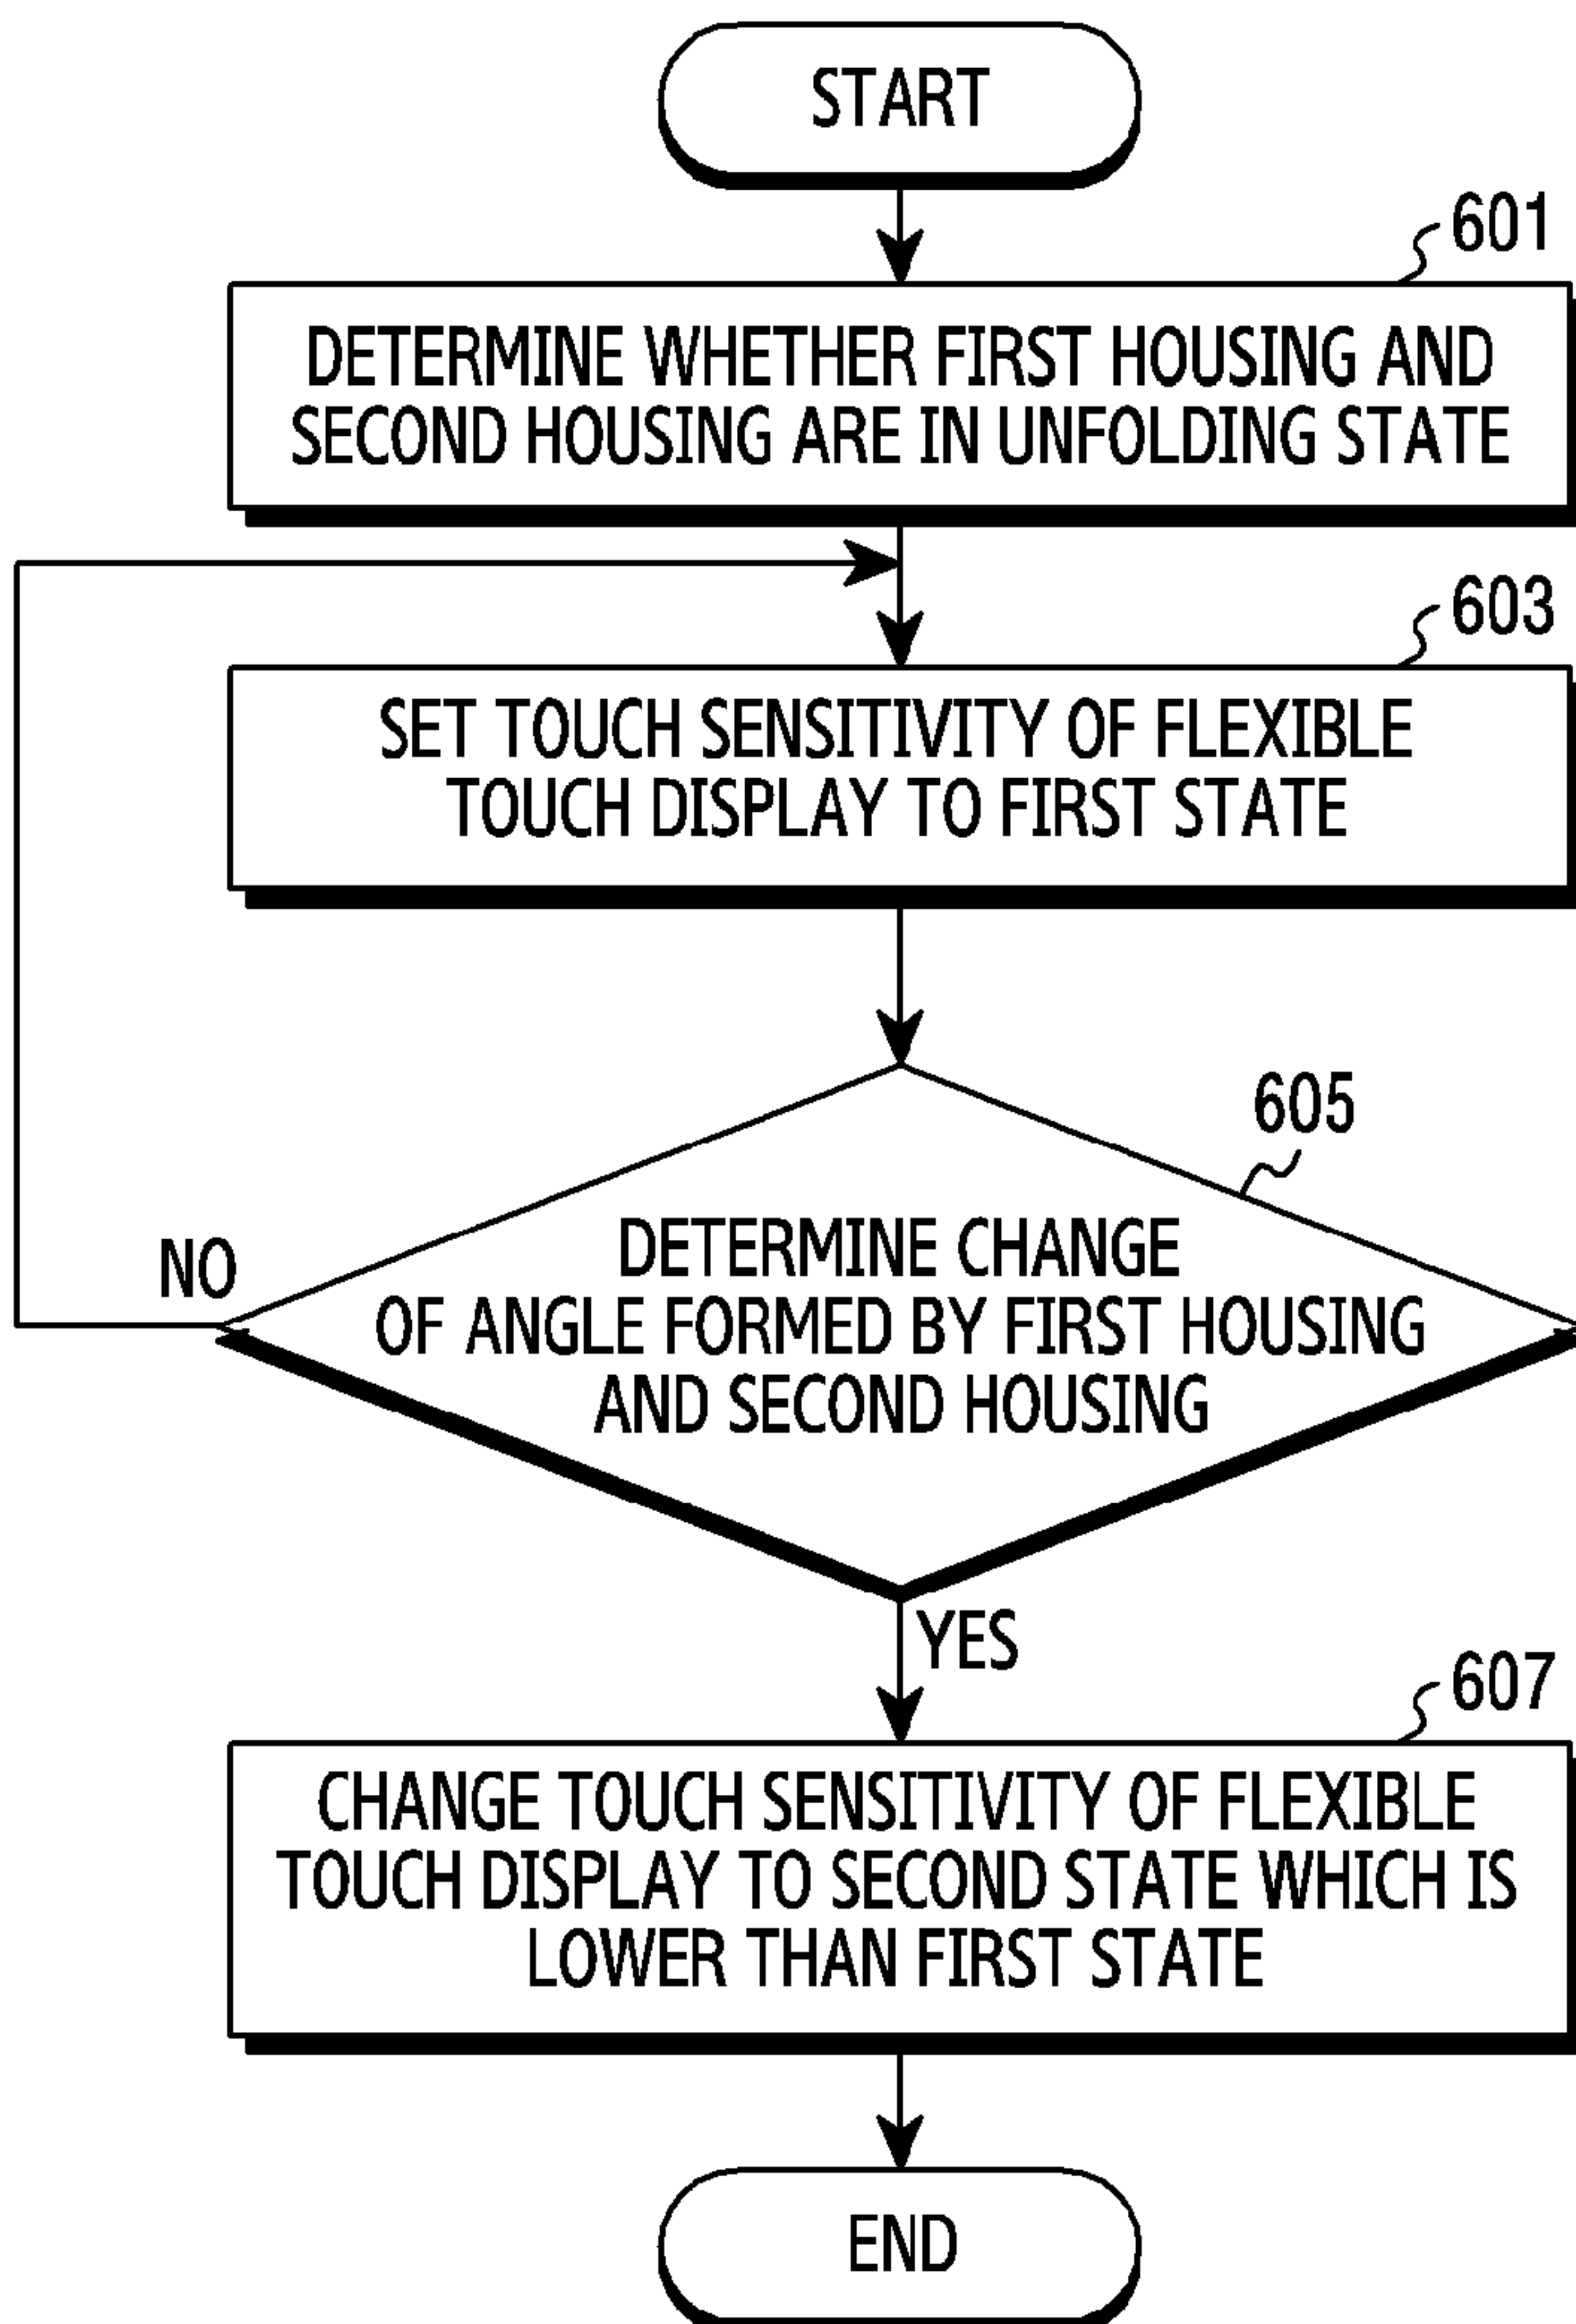 START
601
DETERMINE WHETHER FIRST HOUSING AND
SECOND HOUSING ARE IN UNFOLDING STATE
603
SET TOUCH SENSITIVITY OF FLEXIBLE
TOUCH DISPLAY TO FIRST STATE
605
DETERMINE CHANGE
OF ANGLE FORMED BY FIRST HOUSING
AND SECOND HOUSING
NO
YES
607
CHANGE TOUCH SENSITIVITY OF FLEXIBLE
TOUCH DISPLAY TO SECOND STATE WHICH IS
LOWER THAN FIRST STATE
END